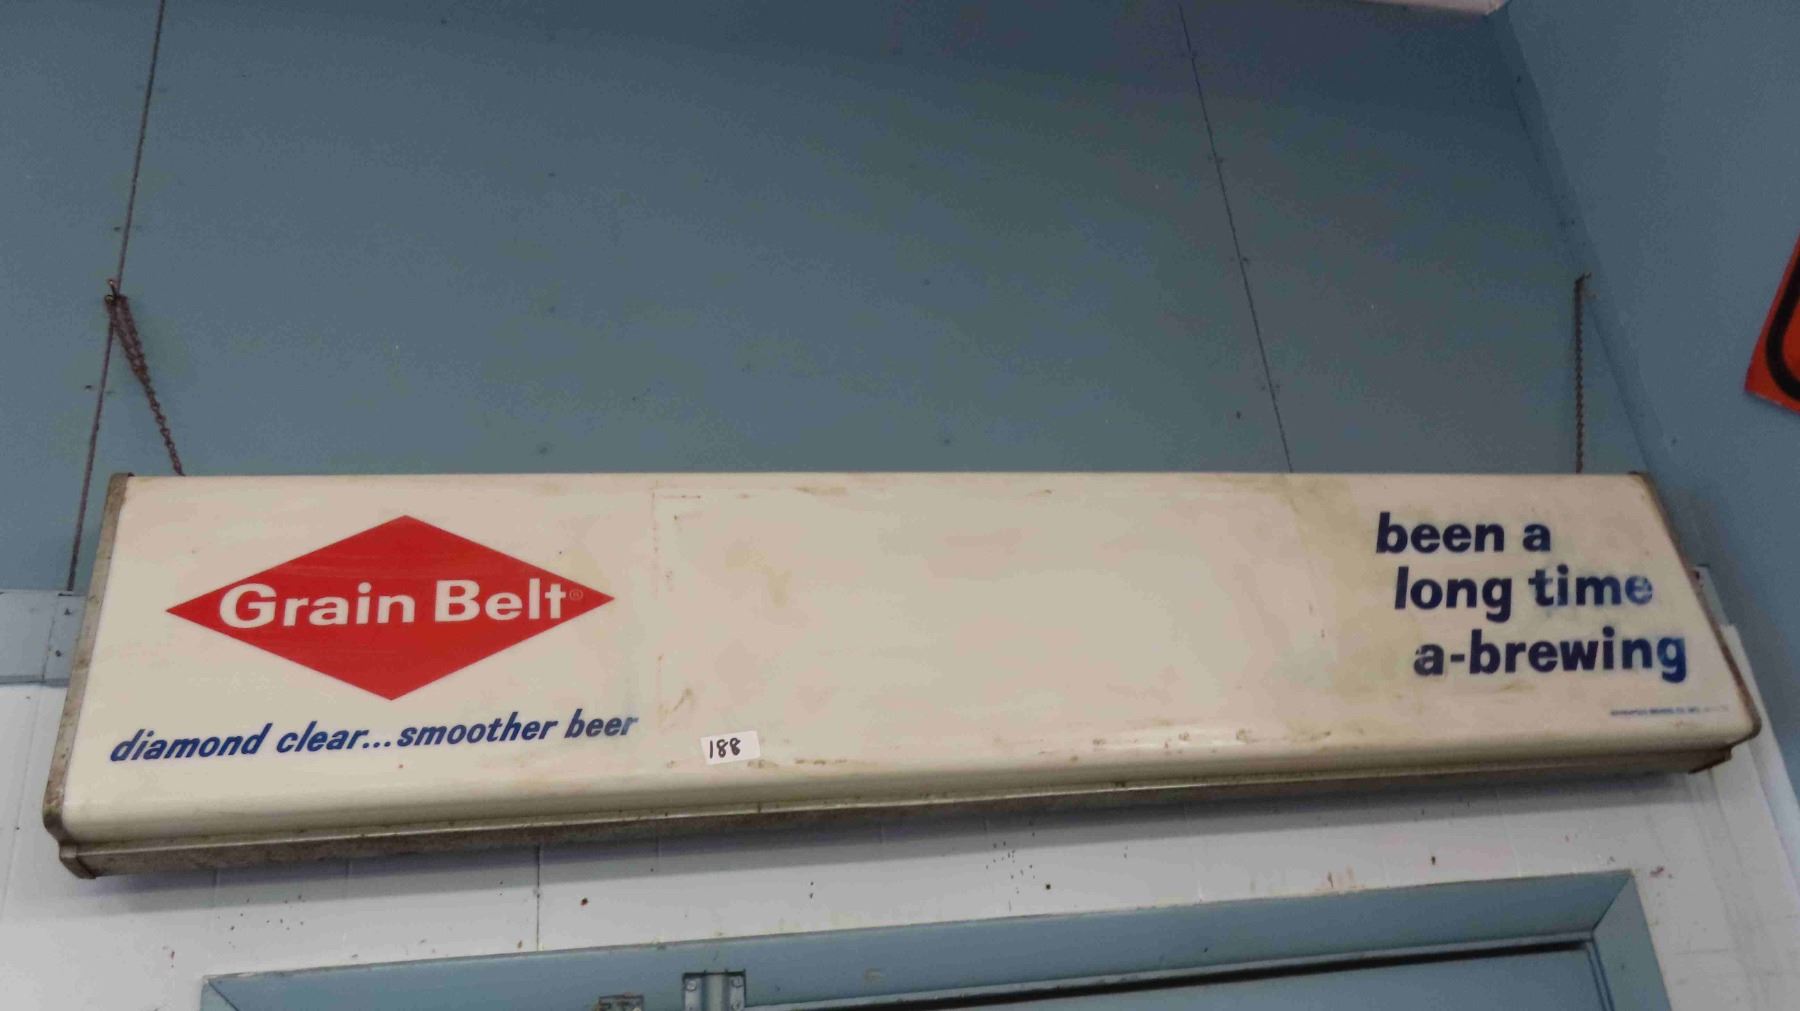 Grain Belt®
diamond clear...smoother beer
188
been a
long time
a-brewing